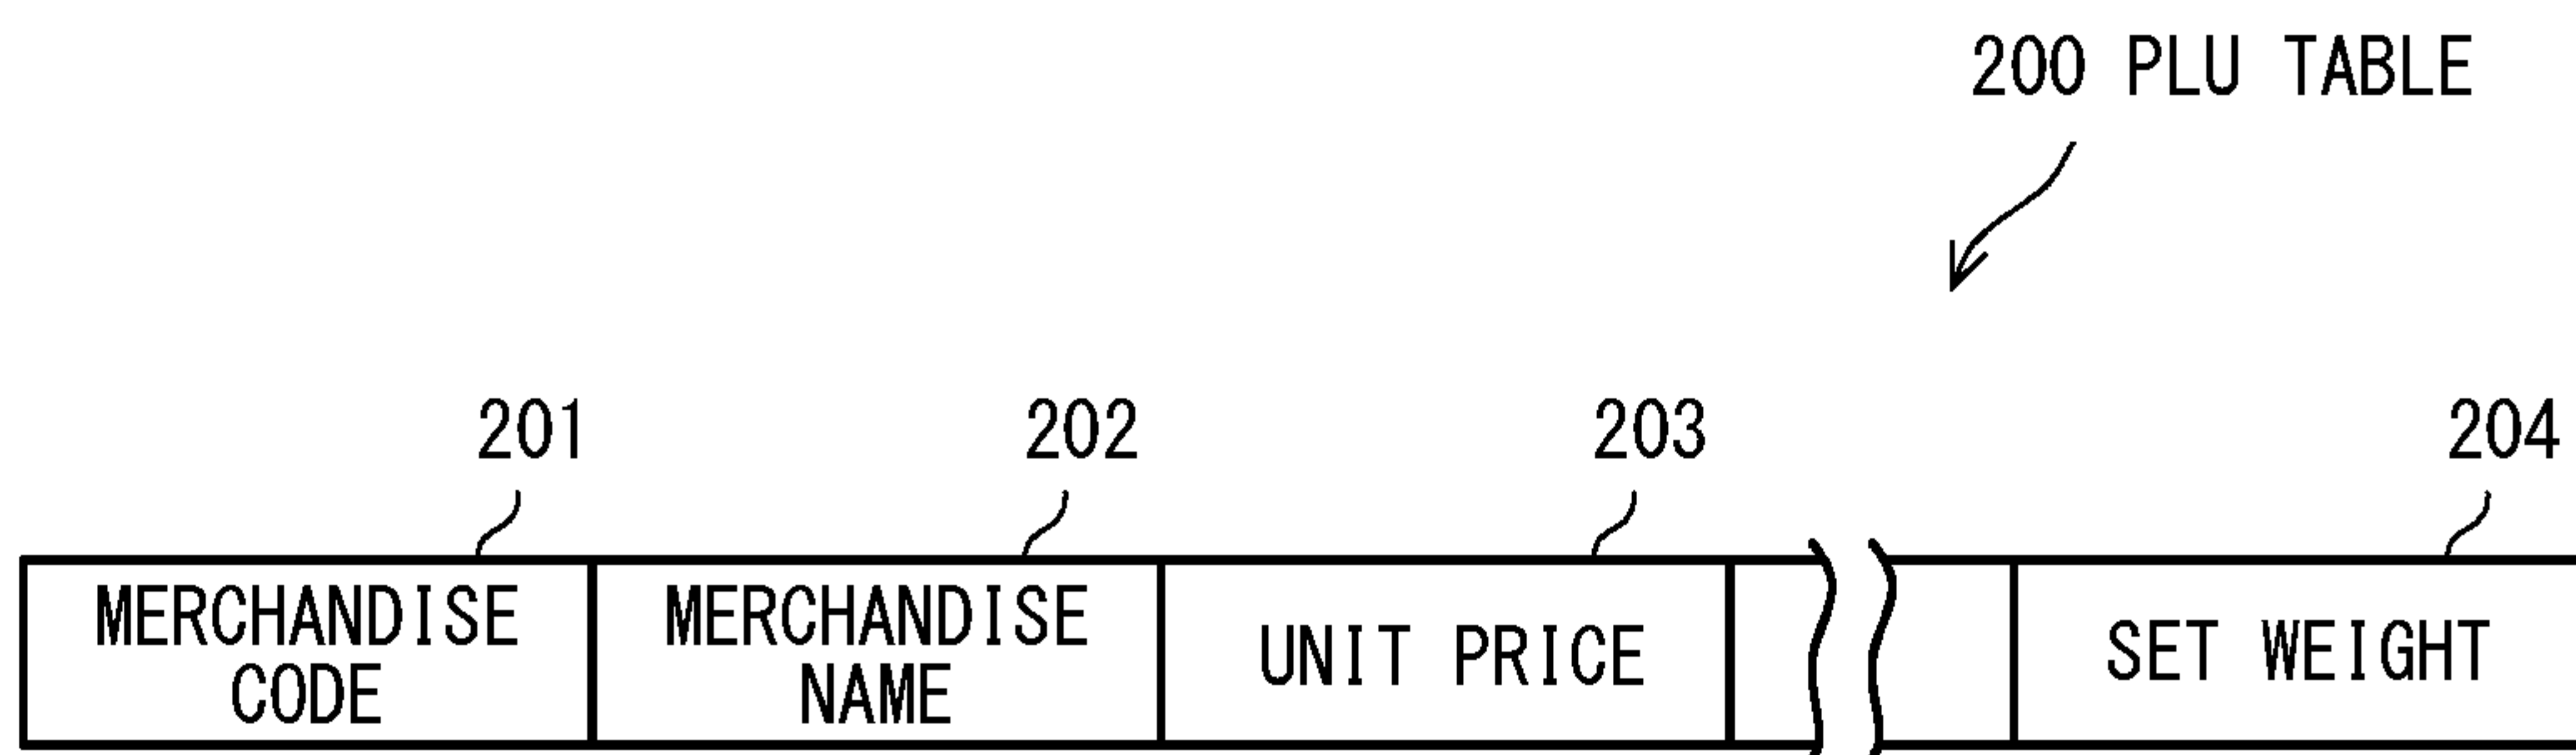 200 PLU TABLE
201
202
203
204
MERCHANDISE
CODE
MERCHANDISE
NAME
UNIT PRICE
SET WEIGHT